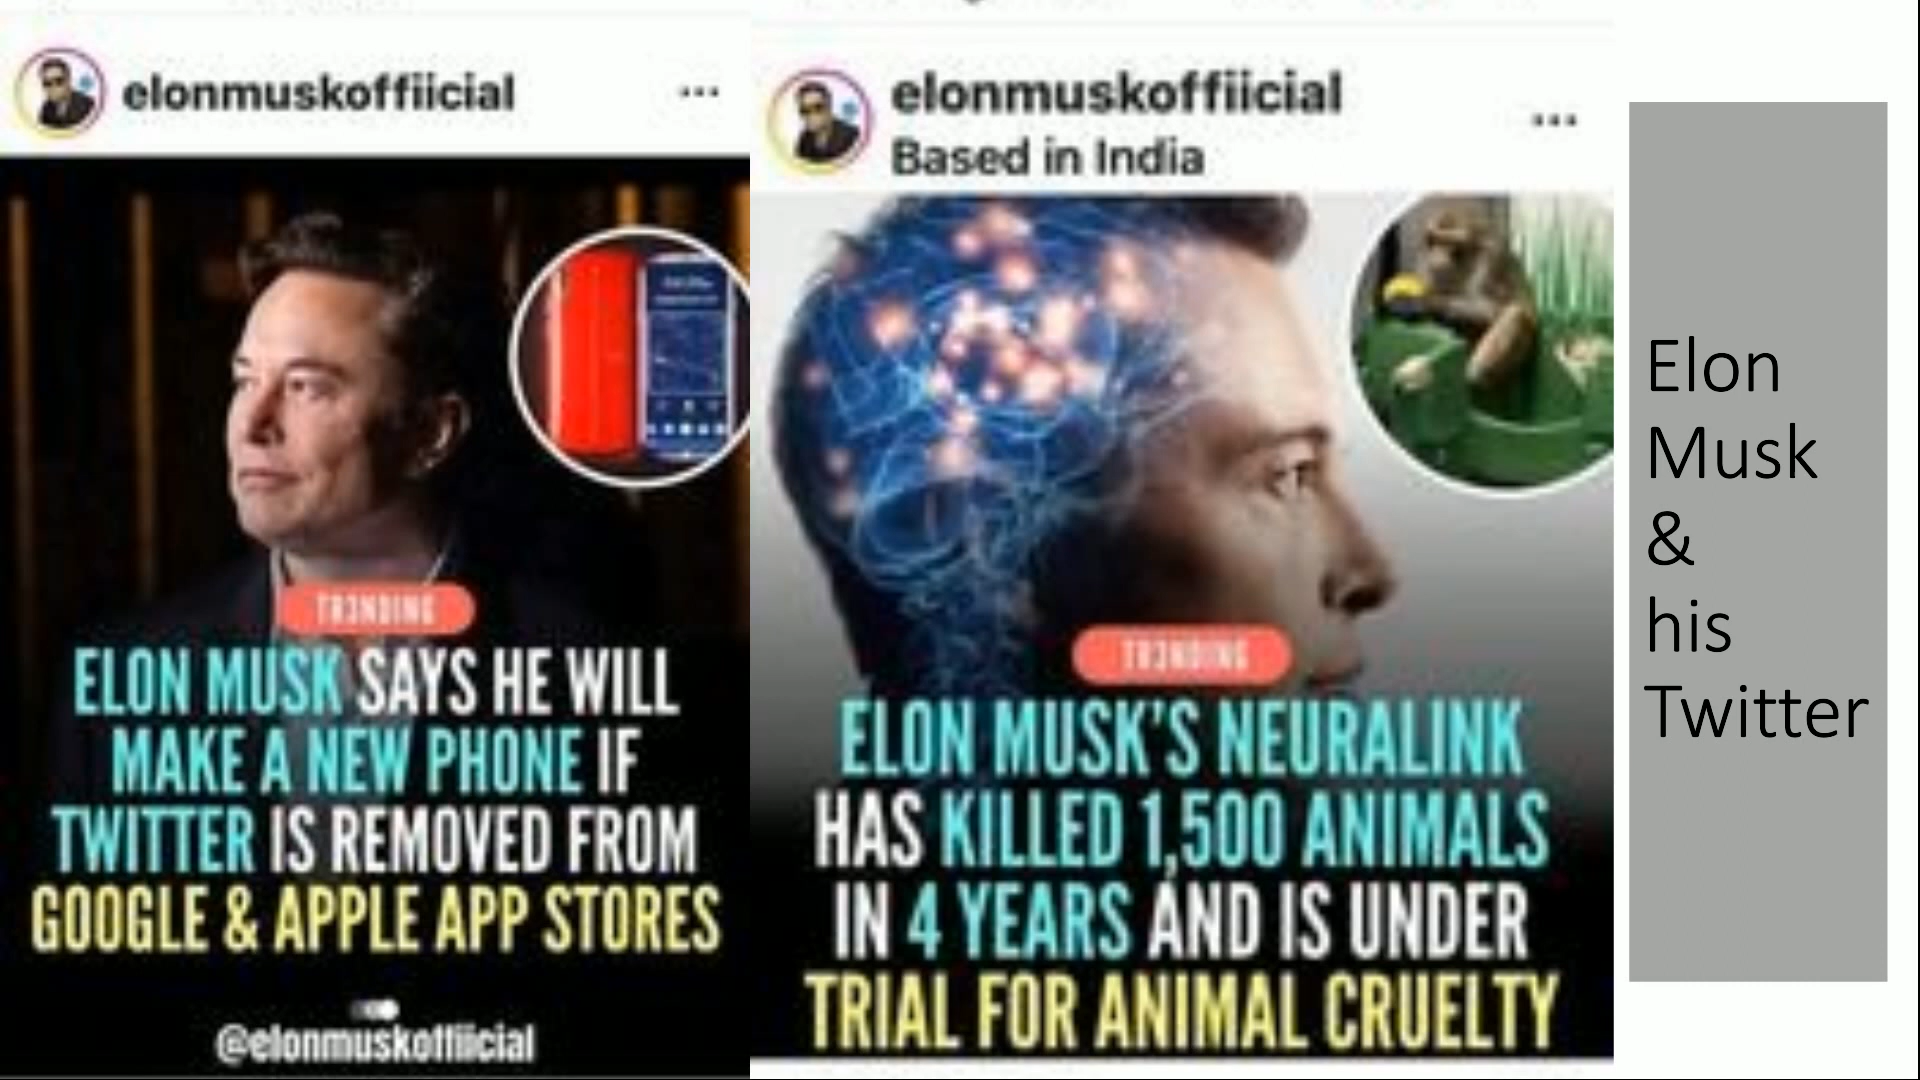 elonmuskoffiicial
TR3NDING
ELON MUSK SAYS HE WILL
MAKE A NEW PHONE IF
TWITTER IS REMOVED FROM
GOOGLE & APPLE APP STORES
@elonmuskoffiicial
elonmuskoffiicial
Based in India
TR3NDING
ELON MUSK'S NEURALINK
HAS KILLED 1,500 ANIMALS
IN 4 YEARS AND IS UNDER
TRIAL FOR ANIMAL CRUELTY
Elon
Musk
&
his
Twitter